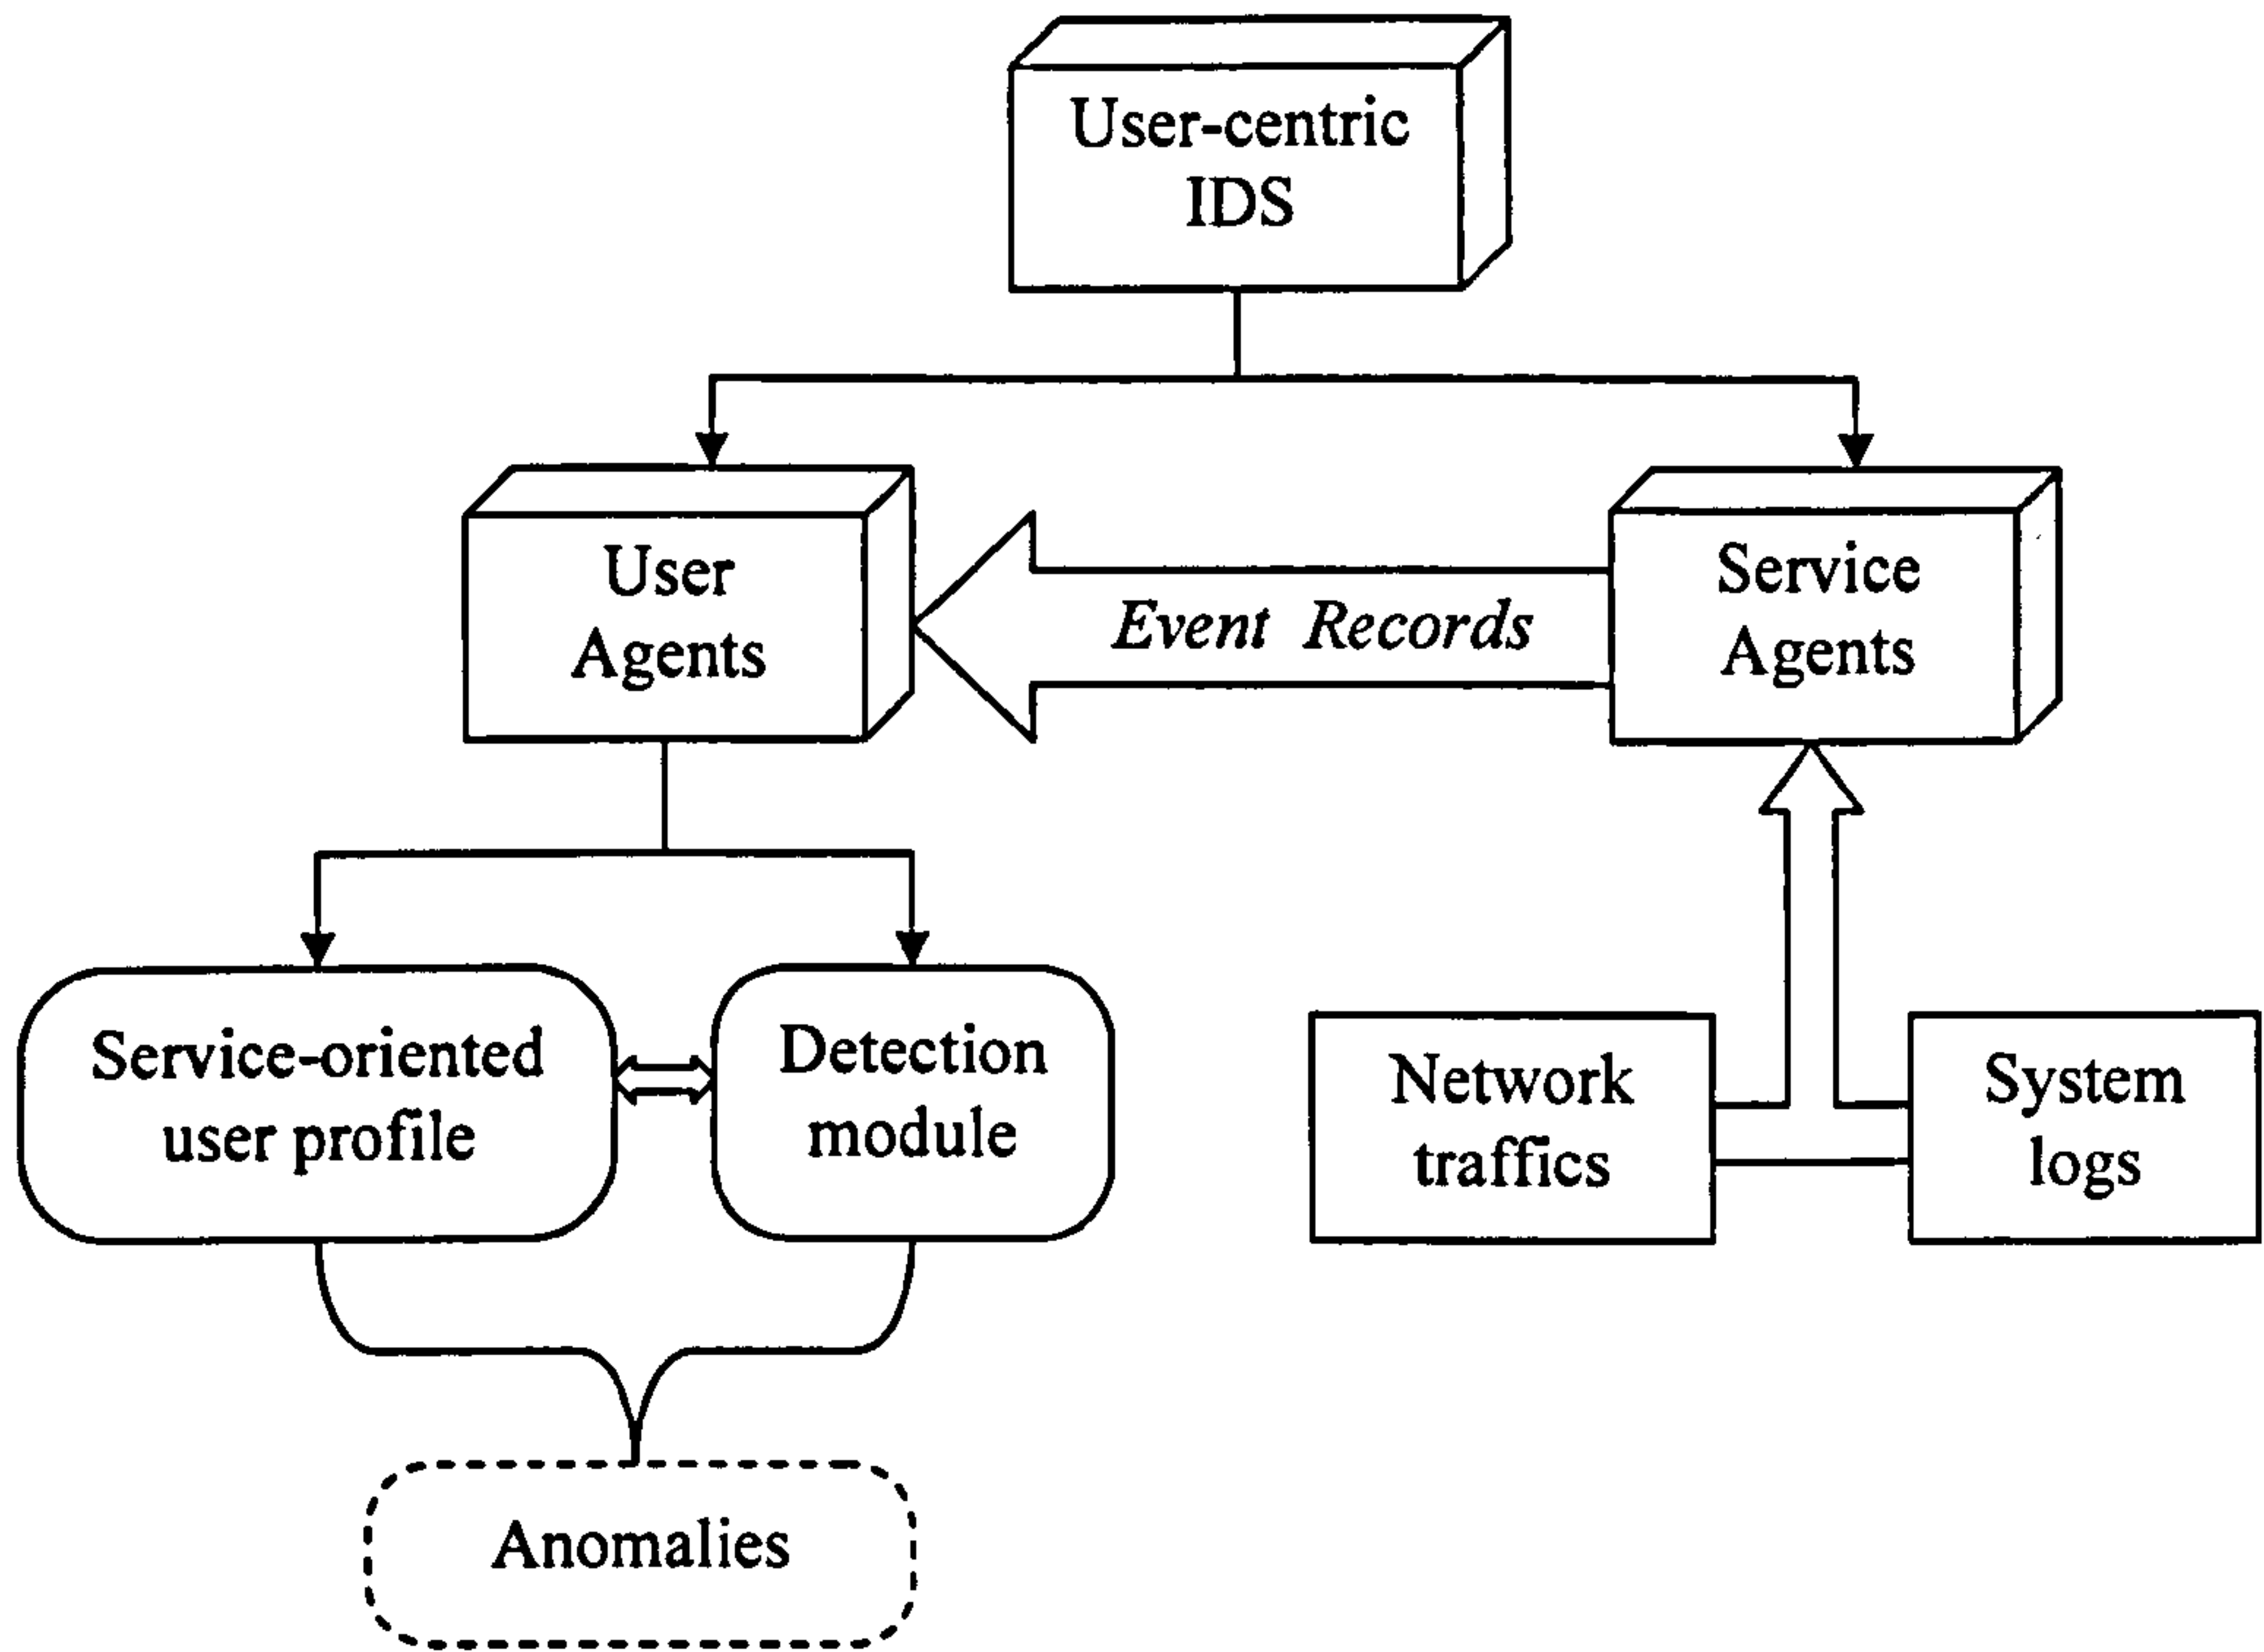 User-centric
IDS
User
Agents
Event Records
Service
Agents
Service-oriented
user profile
Detection
module
Network
traffics
System
logs
Anomalies